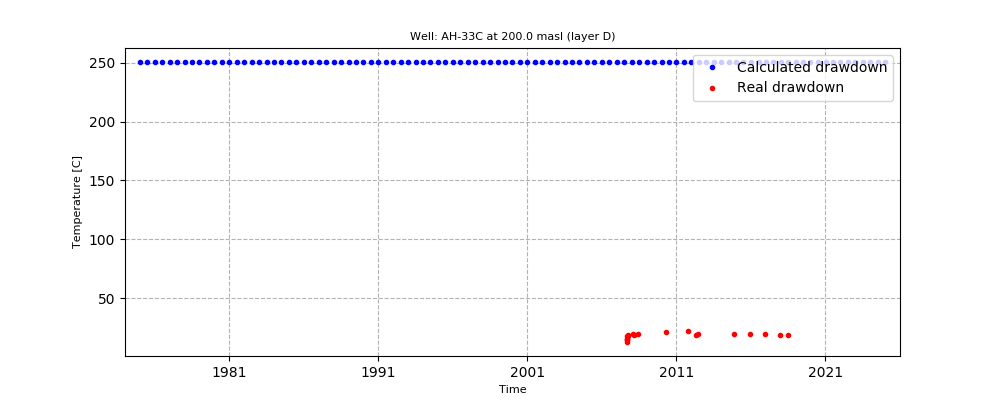 Well: AH-33C at 200.0 masl (layer D)
250
200
150
100
50
Temperature [C]
Calculated drawdown
Real drawdown
1981
1991
2001
2011
2021
Time